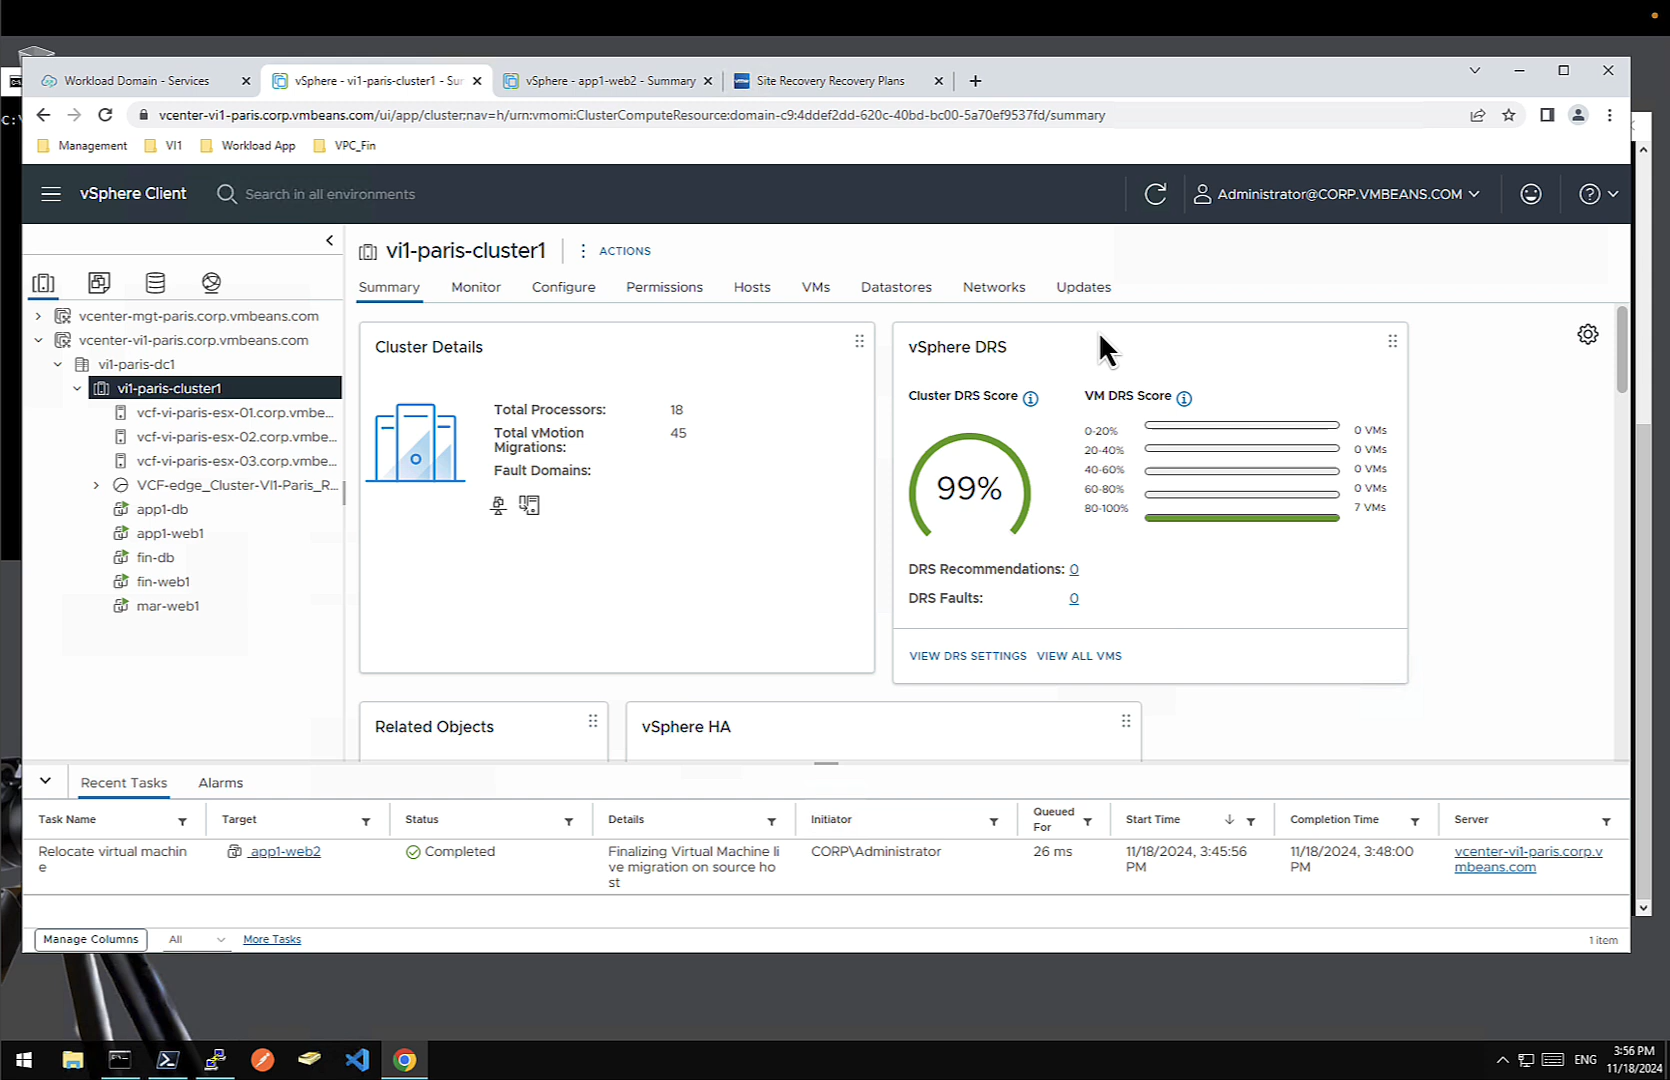 Workload Domain - Services
vSphere - vi1-paris-cluster1 - Sur
vSphere - app1-web2 - Summary
Site Recovery Recovery Plans
vcenter-vi1-paris.corp.vmbeans.com/ui/app/cluster;nav=h/urn:vmomi:ClusterComputeResource:domain-c9:4ddef2dd-620c-40bd-bc00-5a70ef9537fd/summary
Management
VI1
Workload App
VPC_Fin
vSphere Client
Search in all environments
Administrator@CORP.VMBEANS.COM
vcenter-mgt-paris.corp.vmbeans.com
vcenter-vi1-paris.corp.vmbeans.com
vi1-paris-dc1
vi1-paris-cluster1
vcf-vi-paris-esx-01.corp.vmbe...
vcf-vi-paris-esx-02.corp.vmbe...
vcf-vi-paris-esx-03.corp.vmbe...
VCF-edge_Cluster-VI1-Paris_R...
app1-db
app1-web1
fin-db
fin-web1
mar-web1
vi1-paris-cluster1
ACTIONS
Summary
Monitor
Configure
Permissions
Hosts
VMs
Datastores
Networks
Updates
Cluster Details
Total Processors: 18
Total vMotion 45
Migrations:
Fault Domains:
vSphere DRS
Cluster DRS Score
99%
VM DRS Score
0-20% 0 VMs
20-40% 0 VMs
40-60% 0 VMs
60-80% 0 VMs
80-100% 7 VMs
DRS Recommendations: 0
DRS Faults: 0
VIEW DRS SETTINGS
VIEW ALL VMS
Related Objects
vSphere HA
Recent Tasks
Alarms
Task Name
Target
Status
Details
Initiator
Queued
For
Start Time
Completion Time
Server
Relocate virtual machin
e
app1-web2
Completed
Finalizing Virtual Machine li
ve migration on source ho
st
CORP\Administrator
26 ms
11/18/2024, 3:45:56
PM
11/18/2024, 3:48:00
PM
vcenter-vi1-paris.corp.v
mbeans.com
Manage Columns
All
More Tasks
1 item
ENG
3:56 PM
11/18/2024